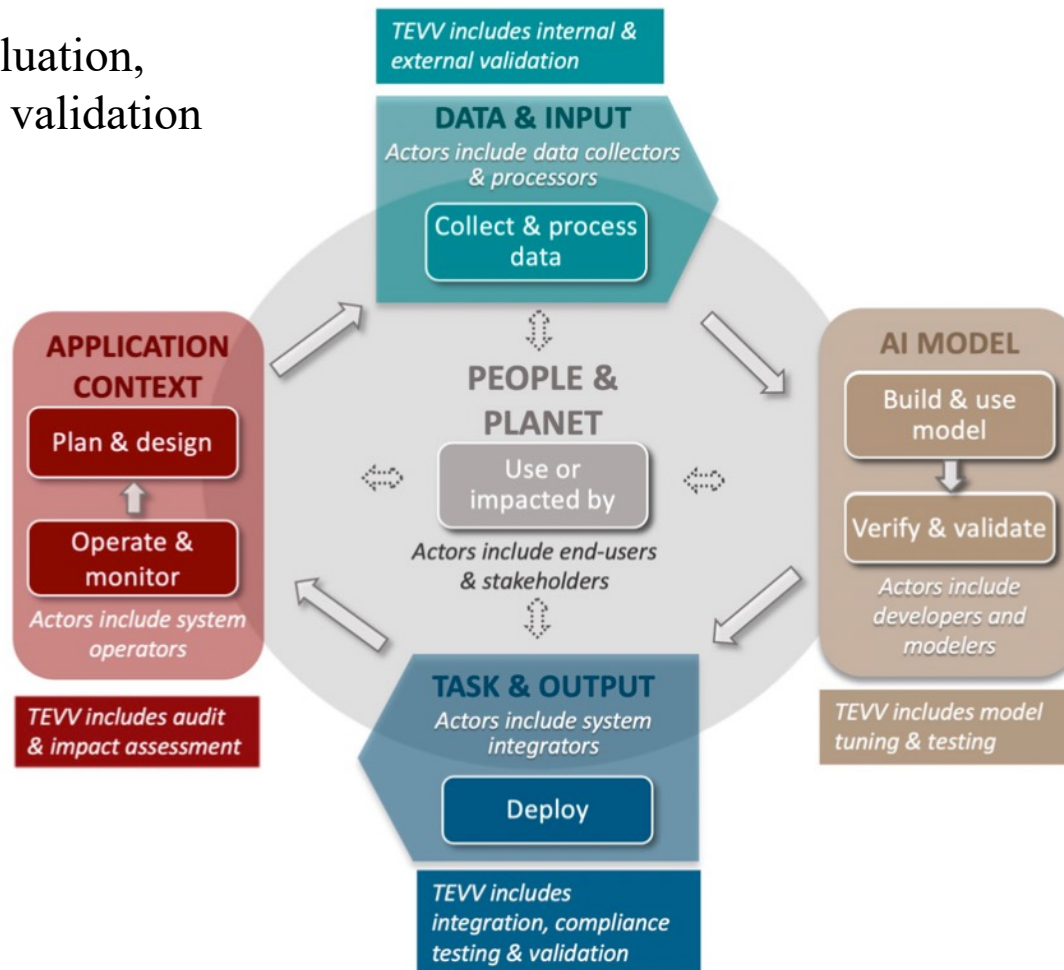 luation,
validation
TEVV includes internal &
external validation
DATA & INPUT
Actors include data collectors
& processors
Collect & process
data
APPLICATION
CONTEXT
Plan & design
Operate &
monitor
Actors include system
operators
TEVV includes audit
& impact assessment
PEOPLE &
PLANET
Use or
impacted by
Actors include end-users
& stakeholders
AI MODEL
Build & use
model
Verify & validate
Actors include
developers and
modelers
TEVV includes model
tuning & testing
TASK & OUTPUT
Actors include system
integrators
Deploy
TEVV includes
integration, compliance
testing & validation